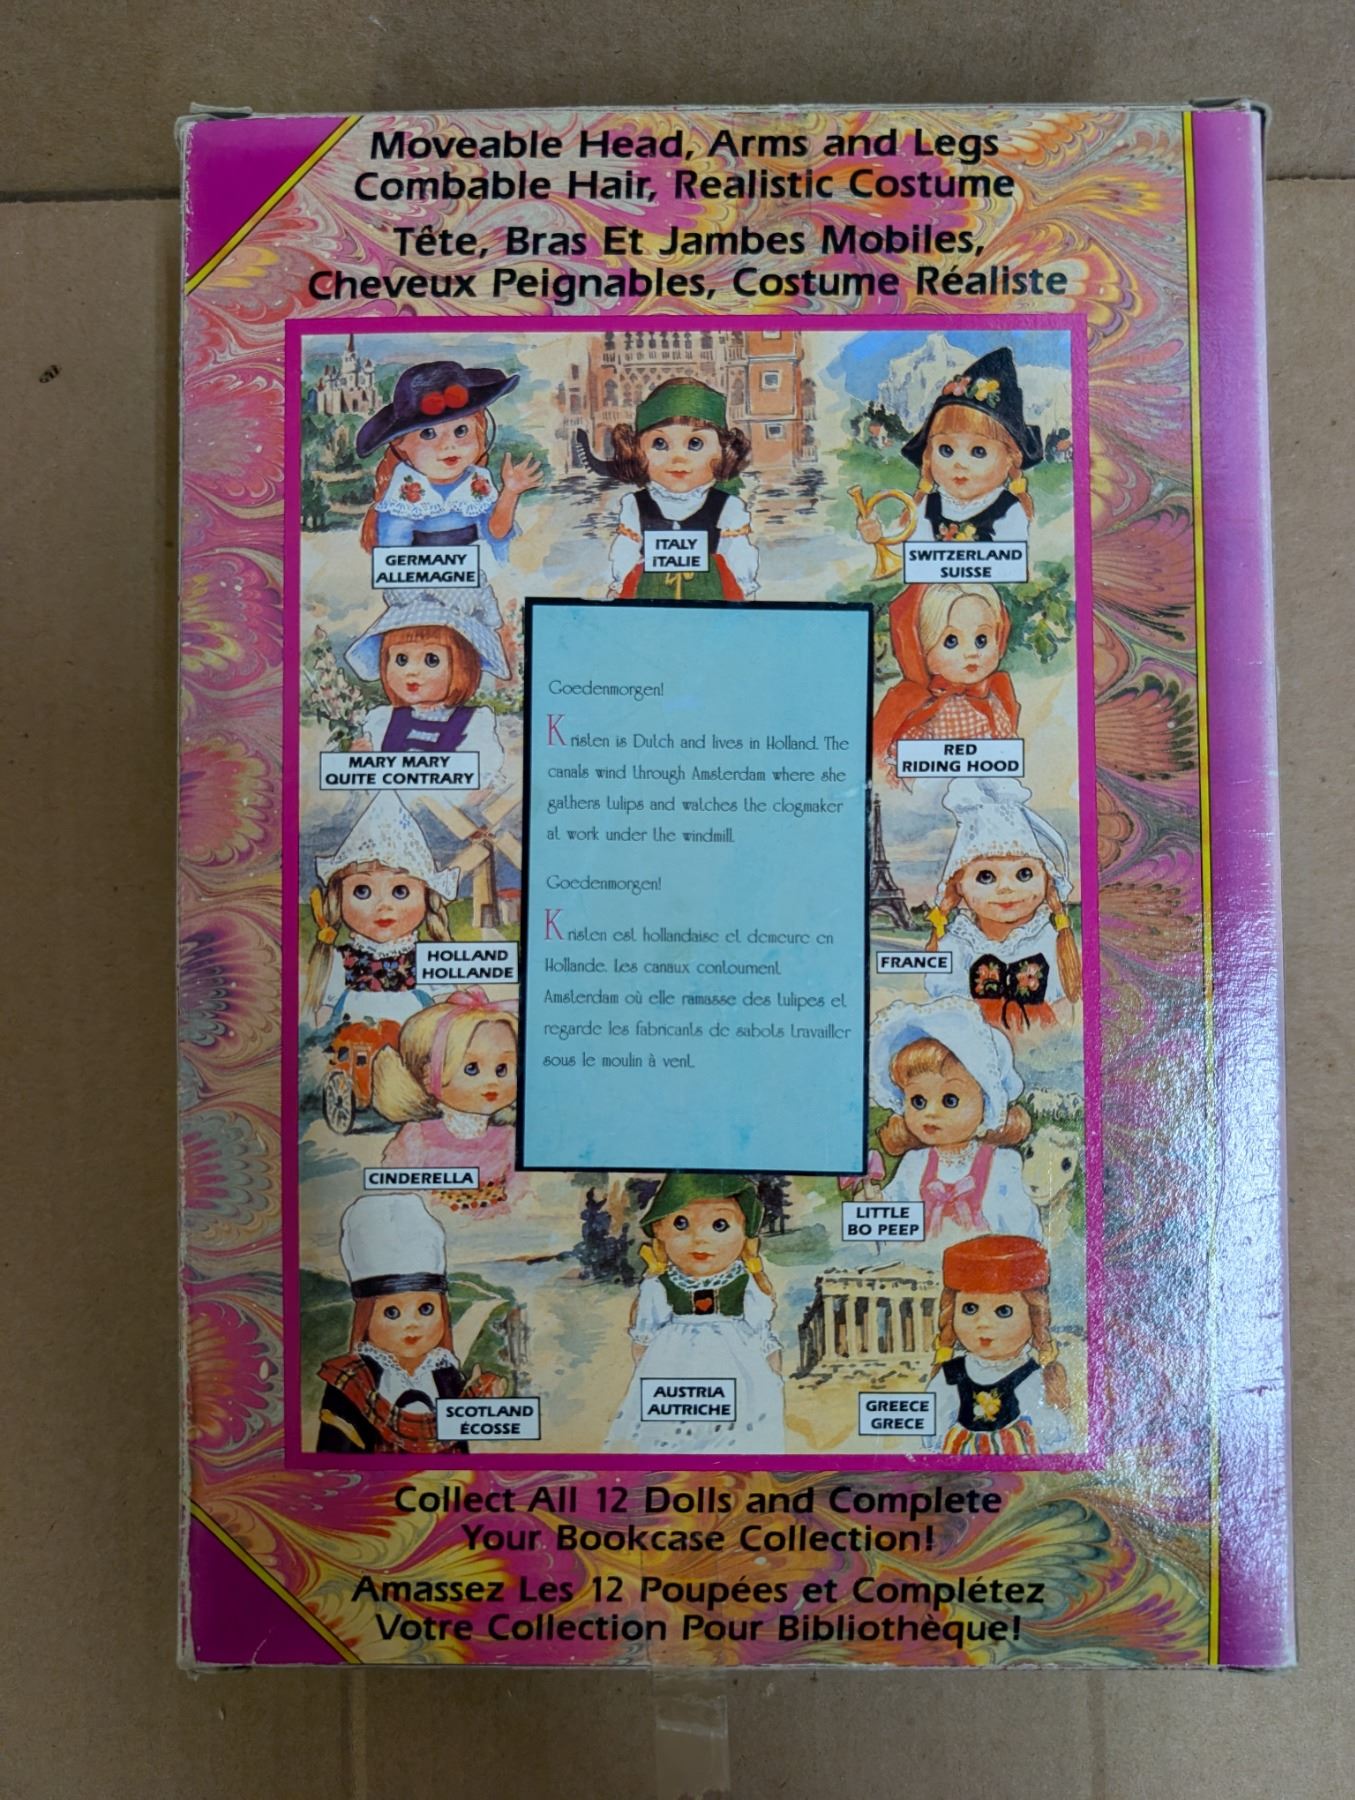 Moveable Head, Arms and Legs
Combable Hair, Realistic Costume
Tête, Bras Et Jambes Mobiles,
Cheveux Peignables, Costume Réaliste
GERMANY
ALLEMAGNE
ITALY
ITALIE
SWITZERLAND
SUISSE
MARY MARY
QUITE CONTRARY
RED
RIDING HOOD
Goedenmorgen!
Kristen is Dutch and lives in Holland. The
canals wind through Amsterdam where she
gathers tulips and watches the clogmaker
at work under the windmill.
Goedenmorgen!
Kristen est hollandaise et demeure en
Hollande. Les canaux contournent
Amsterdam où elle ramasse des tulipes et
regarde les fabricants de sabots travailler
sous le moulin à vent.
HOLLAND
HOLLANDE
FRANCE
CINDERELLA
LITTLE
BO PEEP
SCOTLAND
ÉCOSSE
AUSTRIA
AUTRICHE
GREECE
GRECE
Collect All 12 Dolls and Complete
Your Bookcase Collection!
Amassez Les 12 Poupées et Complétez
Votre Collection Pour Bibliothèque!